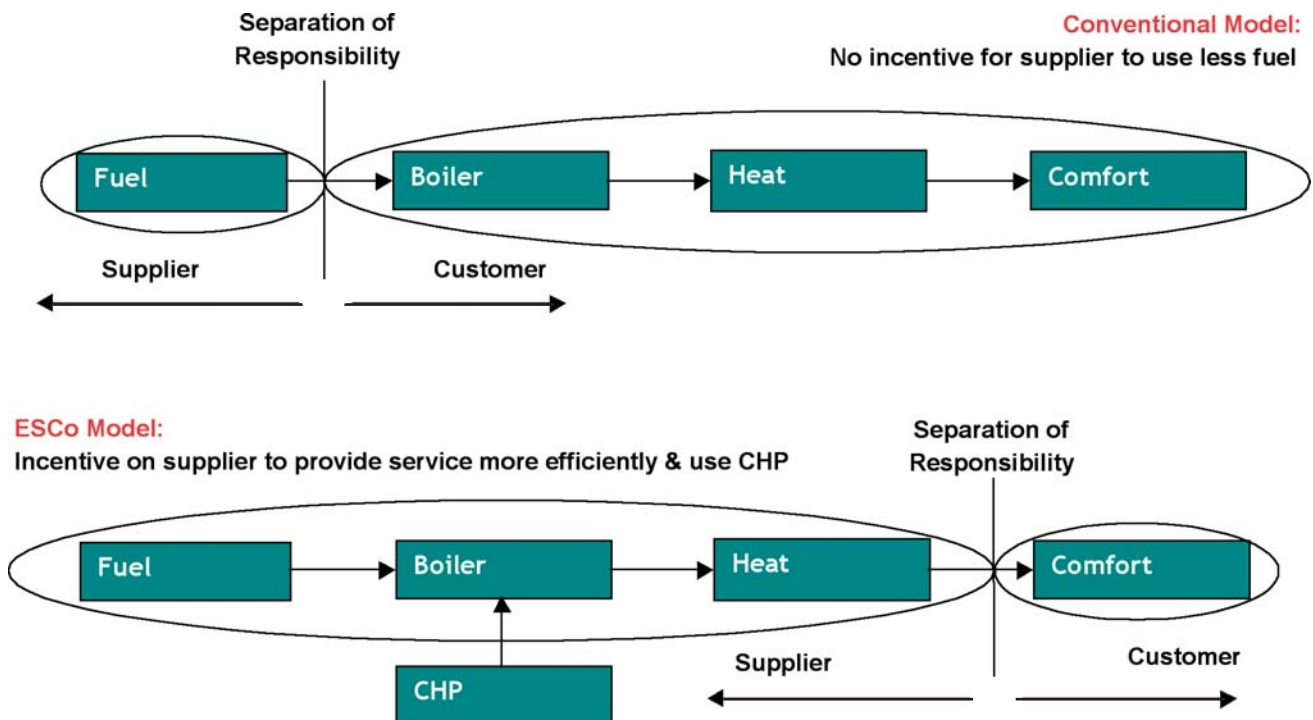 Separation of
Responsibility
Conventional Model:
No incentive for supplier to use less fuel
Fuel
Boiler
Heat
Comfort
Supplier
Customer
ESCo Model:
Incentive on supplier to provide service more efficiently & use CHP
Separation of
Responsibility
Fuel
Boiler
Heat
Comfort
CHP
Supplier
Customer